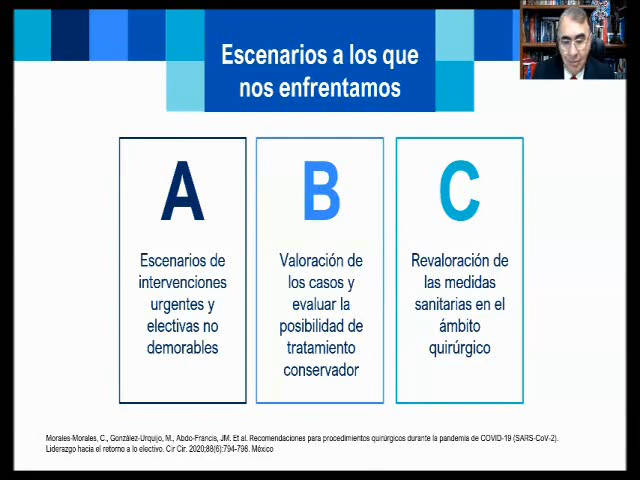 Escenarios a los que
nos enfrentamos
A
Escenarios de
intervenciones
urgentes y
electivas no
demorables
B
Valoración de
los casos y
evaluar la
posibilidad de
tratamiento
conservador
C
Revaloración de
las medidas
sanitarias en el
ámbito
quirúrgico
Morales-Morales, C., González-Urquijo, M., Abdo-Francis, JM. Et al. Recomendaciones para procedimientos quirúrgicos durante la pandemia de COVID-19 (SARS-CoV-2).
Liderazgo hacia el retorno a lo electivo. Cir Cir. 2020;88(6):794-796. México